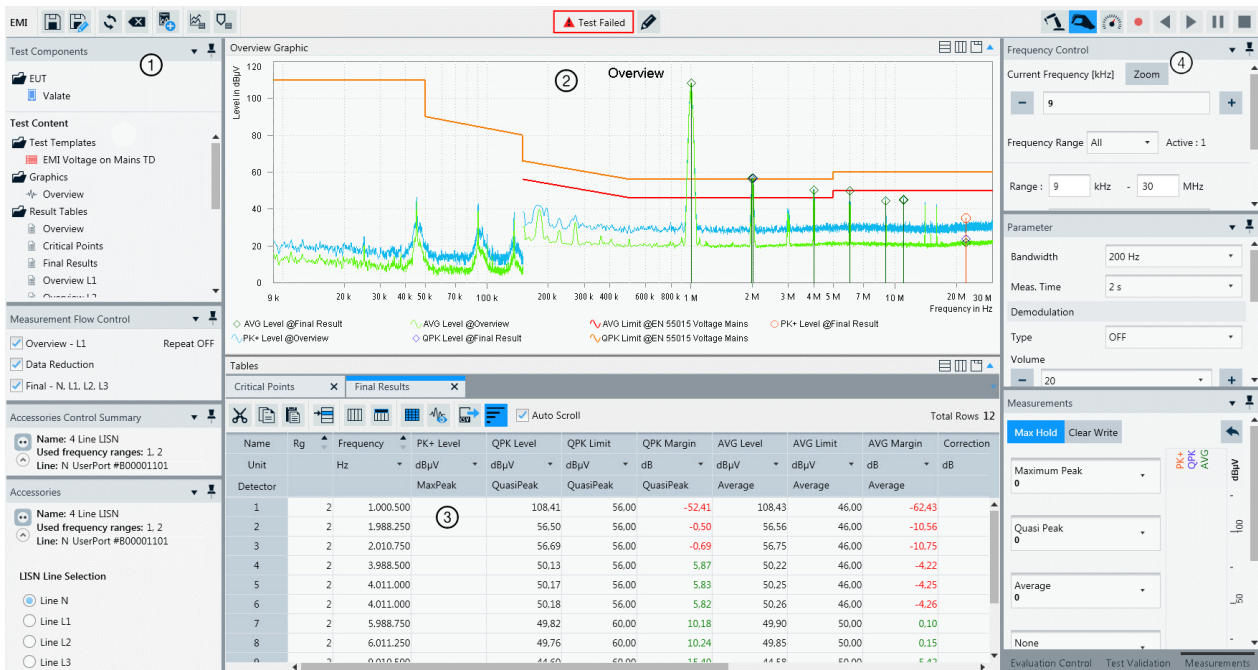 EMI
Test Failed
Test Components
1
EUT
Valate
Test Content
Test Templates
EMI Voltage on Mains TD
Graphics
Overview
Result Tables
Overview
Critical Points
Final Results
Overview L1
Measurement Flow Control
Overview - L1 Repeat OFF
Data Reduction
Final - N, L1, L2, L3
Accessories Control Summary
Name: 4 Line LISN
Used frequency ranges: 1, 2
Line: N UserPort #B00001101
Accessories
Name: 4 Line LISN
Used frequency ranges: 1, 2
Line: N UserPort #B00001101
LISN Line Selection
Line N
Line L1
Line L2
Line L3
Overview Graphic
2
Overview
Level in dBµV
120
100
80
60
40
20
0
9 k 20 k 30 k 40 k 50 k 70 k 100 k 200 k 300 k 400 k 600 k 800 k 1 M 2 M 3 M 4 M 5 M 7 M 10 M 20 M 30 M
Frequency in Hz
AVG Level @Final Result AVG Level @Overview AVG Limit @EN 55015 Voltage Mains PK+ Level @Final Result
PK+ Level @Overview QPK Level @Final Result QPK Limit @EN 55015 Voltage Mains
Tables
Critical Points X Final Results X
CSV Auto Scroll Total Rows 12
Name Rg Frequency PK+ Level QPK Level QPK Limit QPK Margin AVG Level AVG Limit AVG Margin Correction
Unit Hz dBµV dBµV dBµV dB dBµV dBµV dB dB
Detector MaxPeak QuasiPeak QuasiPeak QuasiPeak Average Average Average
3
1 2 1.000.500 108,41 56,00 -52,41 108,43 46,00 -62,43
2 2 1.988.250 56,50 56,00 -0,50 56,56 46,00 -10,56
3 2 2.010.750 56,69 56,00 -0,69 56,75 46,00 -10,75
4 2 3.988.500 50,13 56,00 5,87 50,22 46,00 -4,22
5 2 4.011.000 50,17 56,00 5,83 50,25 46,00 -4,25
6 2 4.011.000 50,18 56,00 5,82 50,26 46,00 -4,26
7 2 5.988.750 49,82 60,00 10,18 49,90 50,00 0,10
8 2 6.011.250 49,76 60,00 10,24 49,85 50,00 0,15
Frequency Control
4
Current Frequency [kHz] Zoom
− 9 +
Frequency Range All Active : 1
Range : 9 kHz - 30 MHz
Parameter
Bandwidth 200 Hz
Meas. Time 2 s
Demodulation
Type OFF
Volume
− 20 +
Measurements
Max Hold Clear Write
PK+
QPK
AVG
dBµV
100
50
Maximum Peak
0
Quasi Peak
0
Average
0
None
Evaluation Control Test Validation Measurements